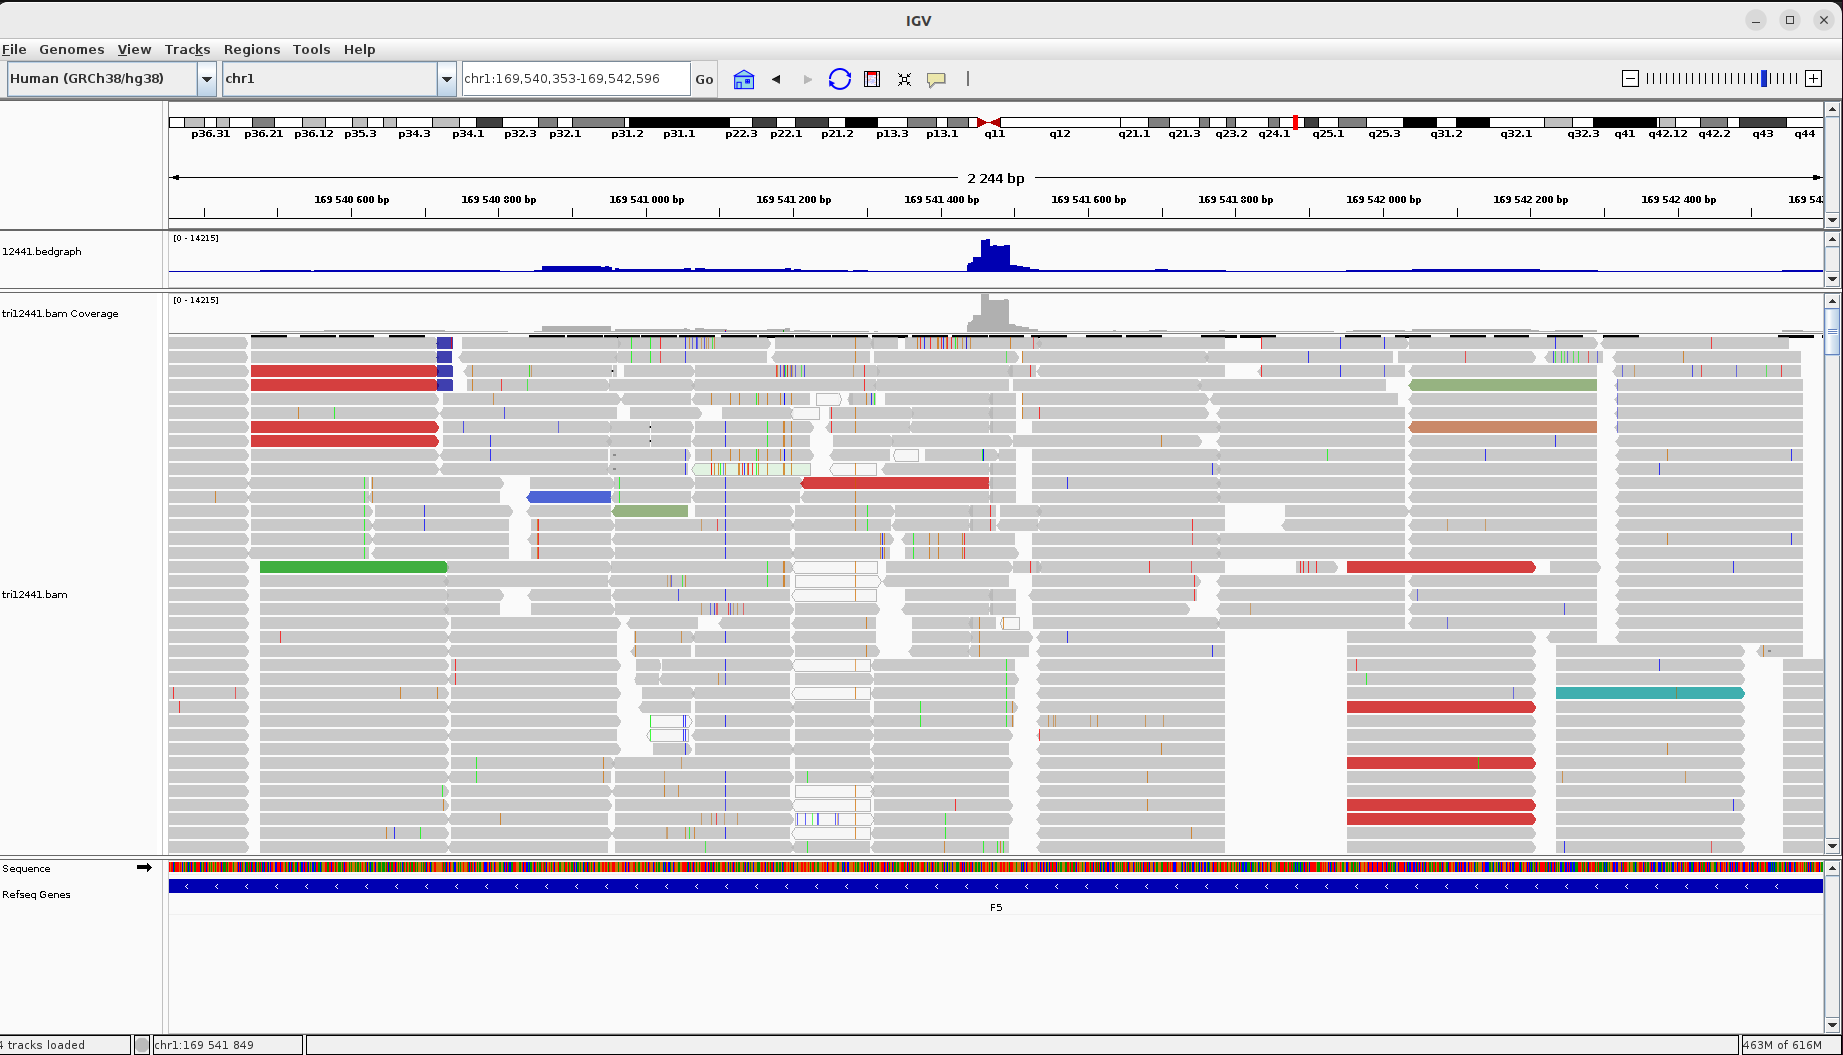 IGV
File Genomes View Tracks Regions Tools Help
Human (GRCh38/hg38) chr1 chr1:169,540,353-169,542,596 Go
p36.31 p36.21 p36.12 p35.3 p34.3 p34.1 p32.3 p32.1 p31.2 p31.1 p22.3 p22.1 p21.2 p13.3 p13.1 q11 q12 q21.1 q21.3 q23.2 q24.1 q25.1 q25.3 q31.2 q32.1 q32.3 q41 q42.12 q42.2 q43 q44
2 244 bp
169 540 600 bp 169 540 800 bp 169 541 000 bp 169 541 200 bp 169 541 400 bp 169 541 600 bp 169 541 800 bp 169 542 000 bp 169 542 200 bp 169 542 400 bp 169 54
[0 - 14215]
12441.bedgraph
[0 - 14215]
tri12441.bam Coverage
tri12441.bam
Sequence
Refseq Genes
F5
4 tracks loaded chr1:169 541 849 463M of 616M